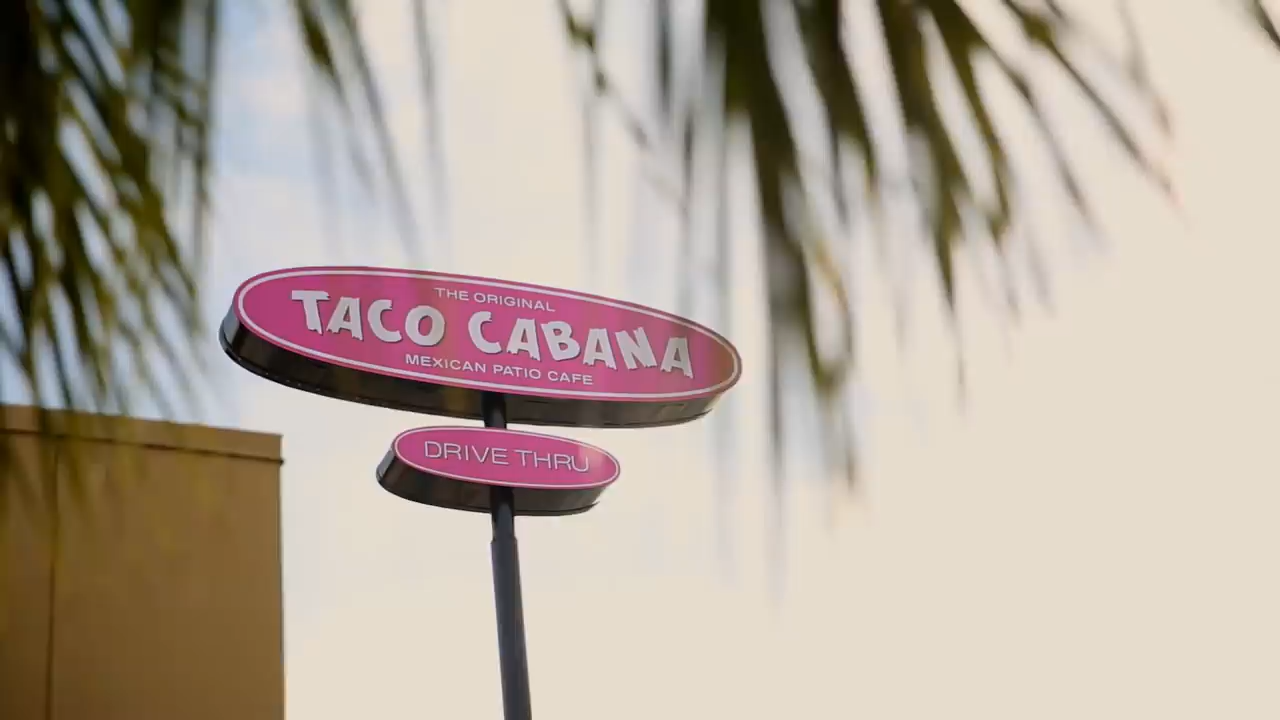 THE ORIGINAL
TACO CABANA
MEXICAN PATIO CAFE
DRIVE THRU